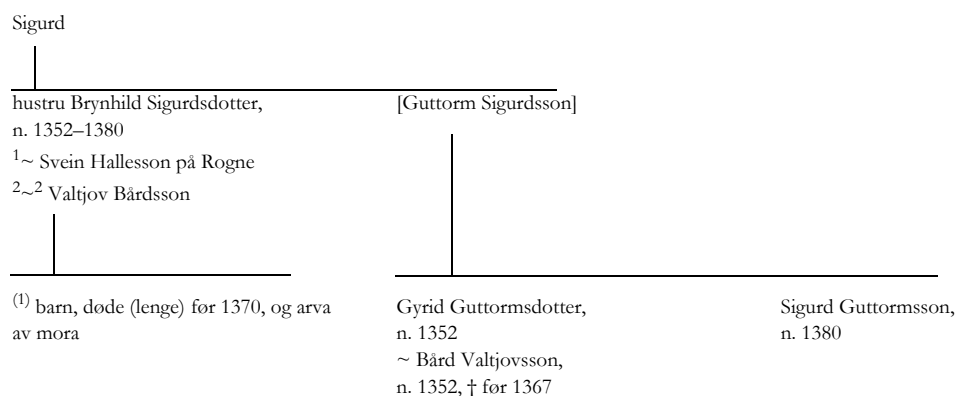 Sigurd
hustru Brynhild Sigurdsdotter,
n. 1352–1380
1~ Svein Hallesson på Rogne
2~2 Valtjov Bårdsson
[Guttorm Sigurdsson]
(1) barn, døde (lenge) før 1370, og arva
av mora
Gyrid Guttormsdotter,
n. 1352
~ Bård Valtjovsson,
n. 1352, † før 1367
Sigurd Guttormsson,
n. 1380